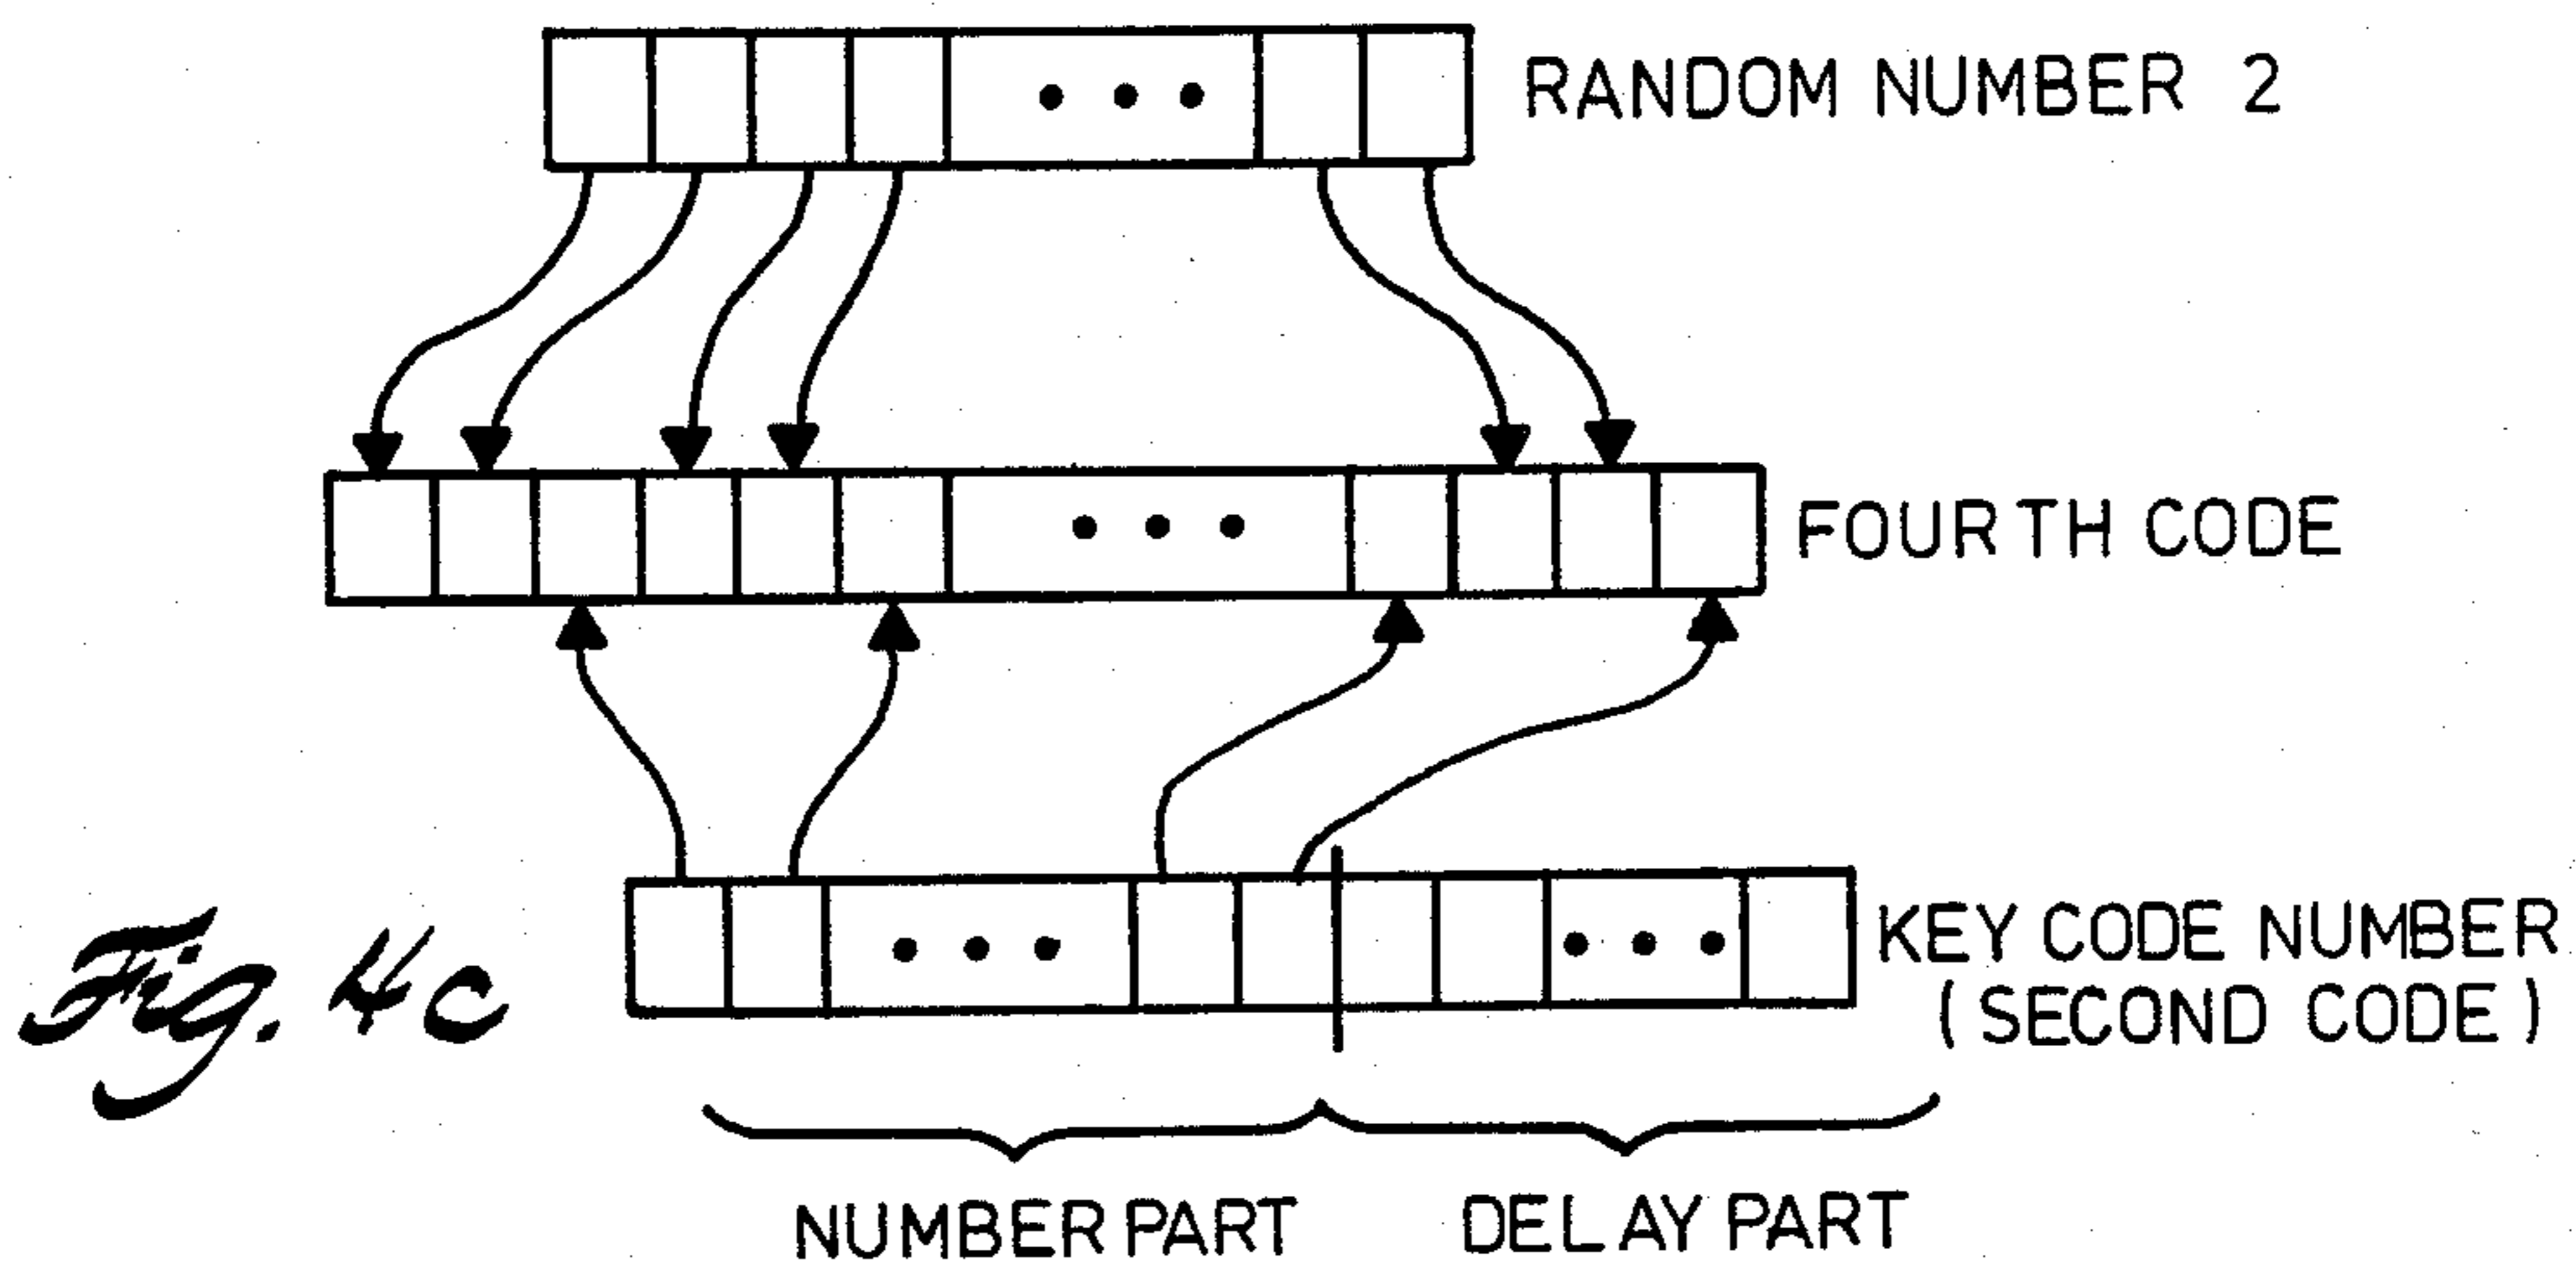 RANDOM NUMBER 2
FOURTH CODE
KEY CODE NUMBER
(SECOND CODE)
Fig. 4c
NUMBER PART
DELAY PART